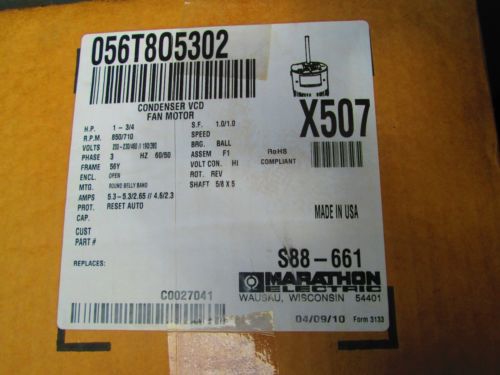 056T805302
CONDENSER VCD
FAN MOTOR
X507
H.P. 1 - 3/4
R.P.M. 850/710
VOLTS 200-230/460 // 190/380
PHASE 3 HZ 60/50
FRAME 56Y
ENCL. OPEN
MTG. ROUND BELLY BAND
AMPS 5.3-5.3/2.65 // 4.6/2.3
PROT. RESET AUTO
CAP.
CUST
PART #
REPLACES:
S.F. 1.0/1.0
SPEED
BRG. BALL
ASSEM F1
VOLT CON. HI
ROT. REV
SHAFT 5/8 X 5
RoHS
COMPLIANT
MADE IN USA
S88-661
MARATHON
ELECTRIC
WAUSAU, WISCONSIN 54401
C0027041
04/09/10 Form 3133